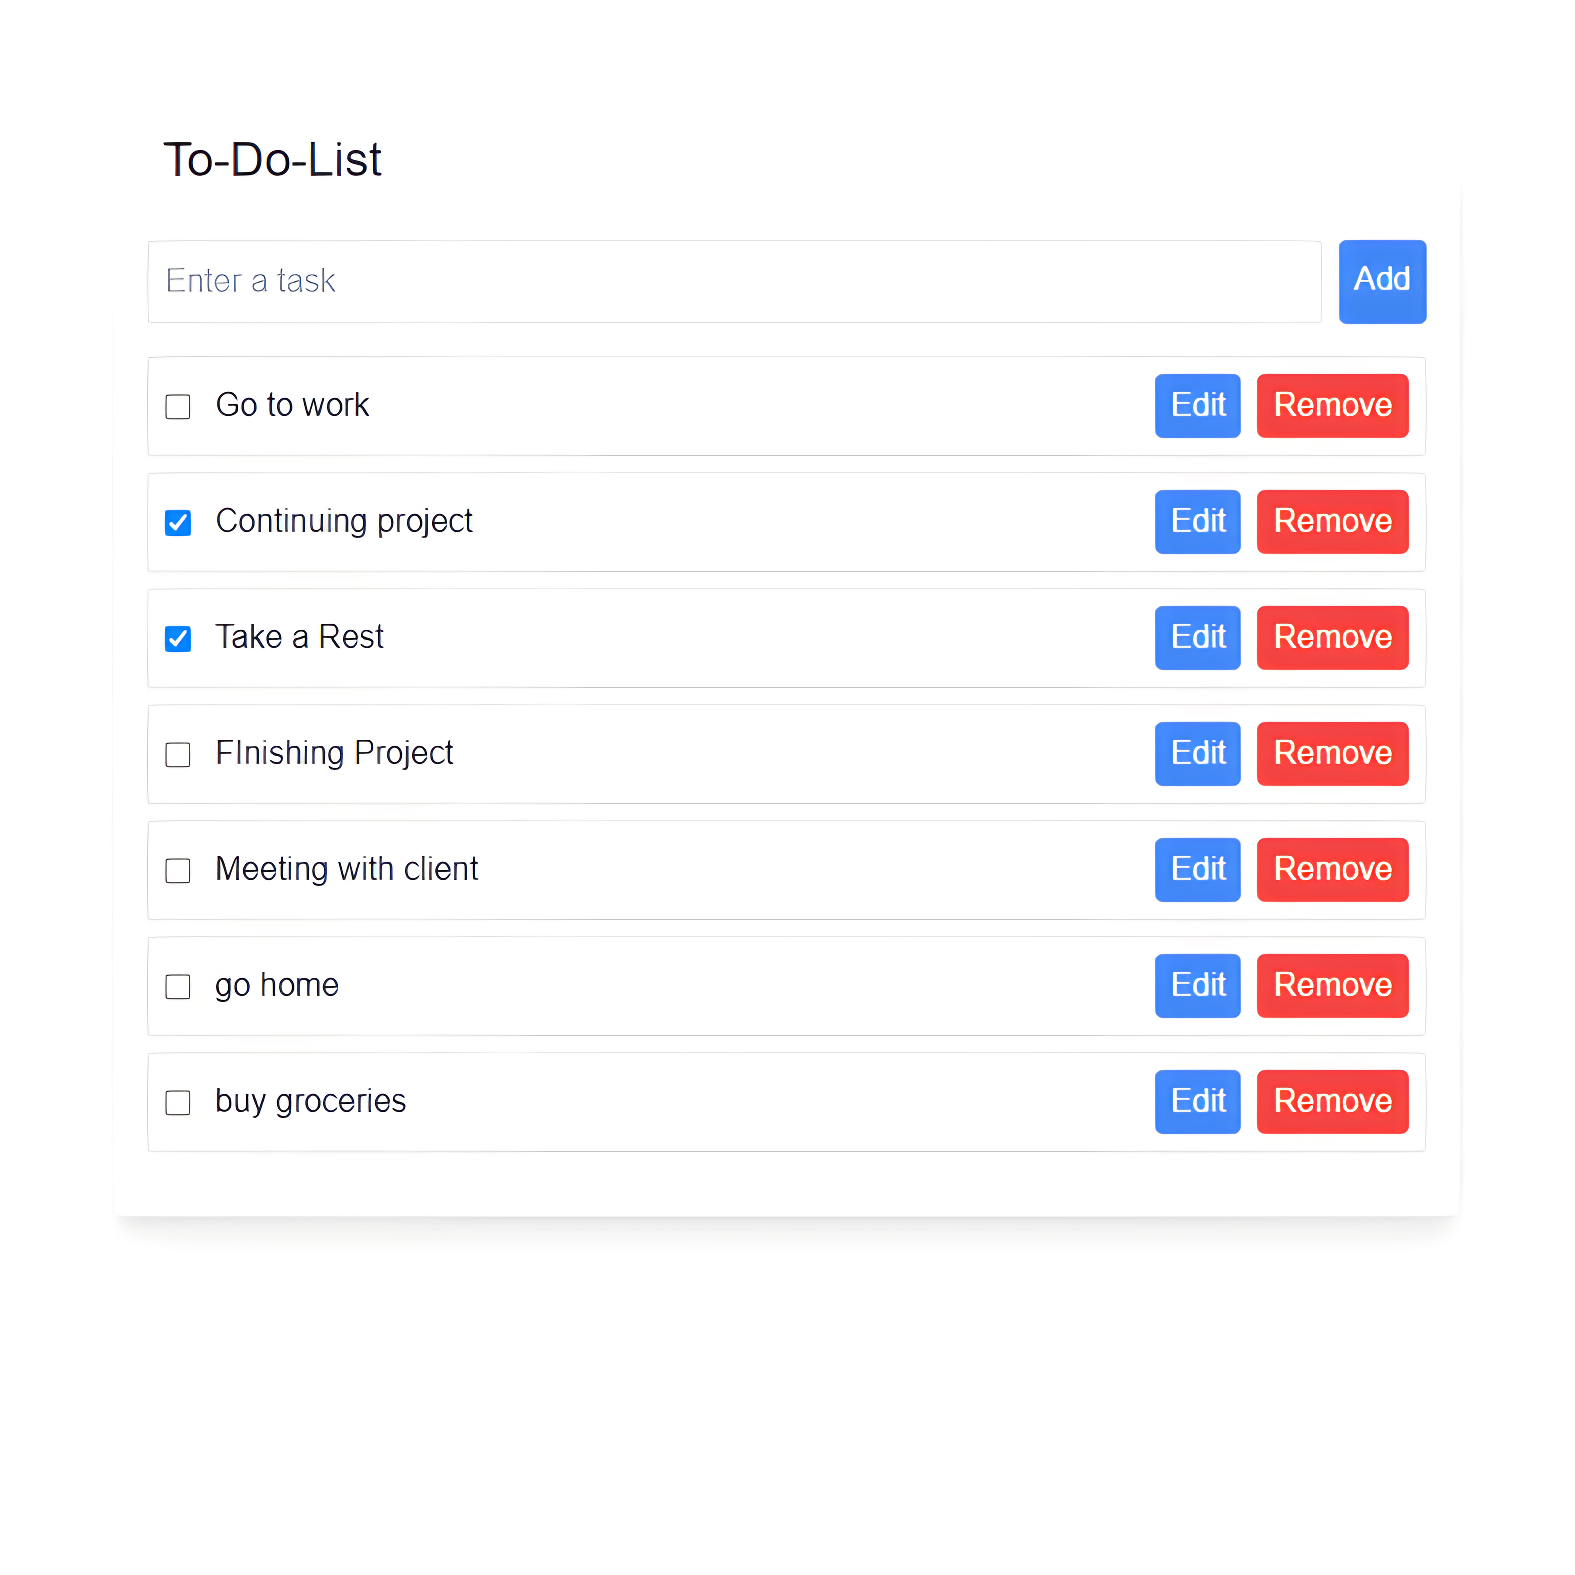 To-Do-List
Enter a task Add
Go to work Edit Remove
Continuing project Edit Remove
Take a Rest Edit Remove
FInishing Project Edit Remove
Meeting with client Edit Remove
go home Edit Remove
buy groceries Edit Remove